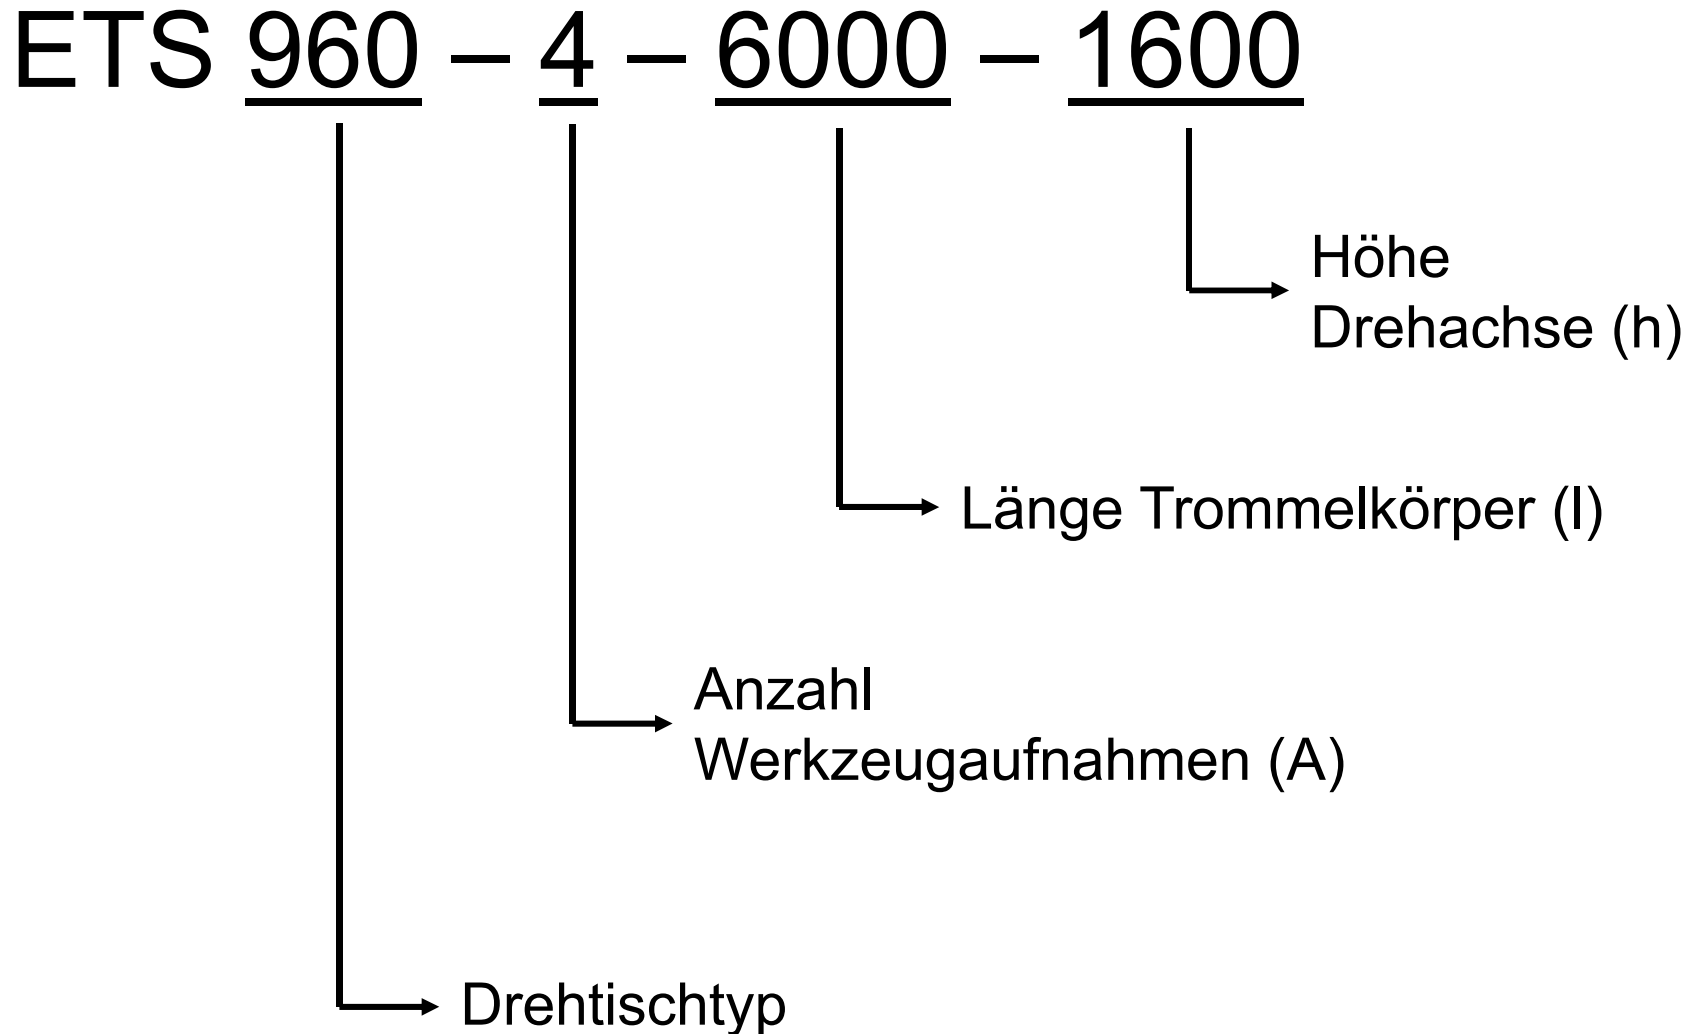 ETS 960 – 4 – 6000 – 1600
Höhe
Drehachse (h)
Länge Trommelkörper (l)
Anzahl
Werkzeugaufnahmen (A)
Drehtischtyp